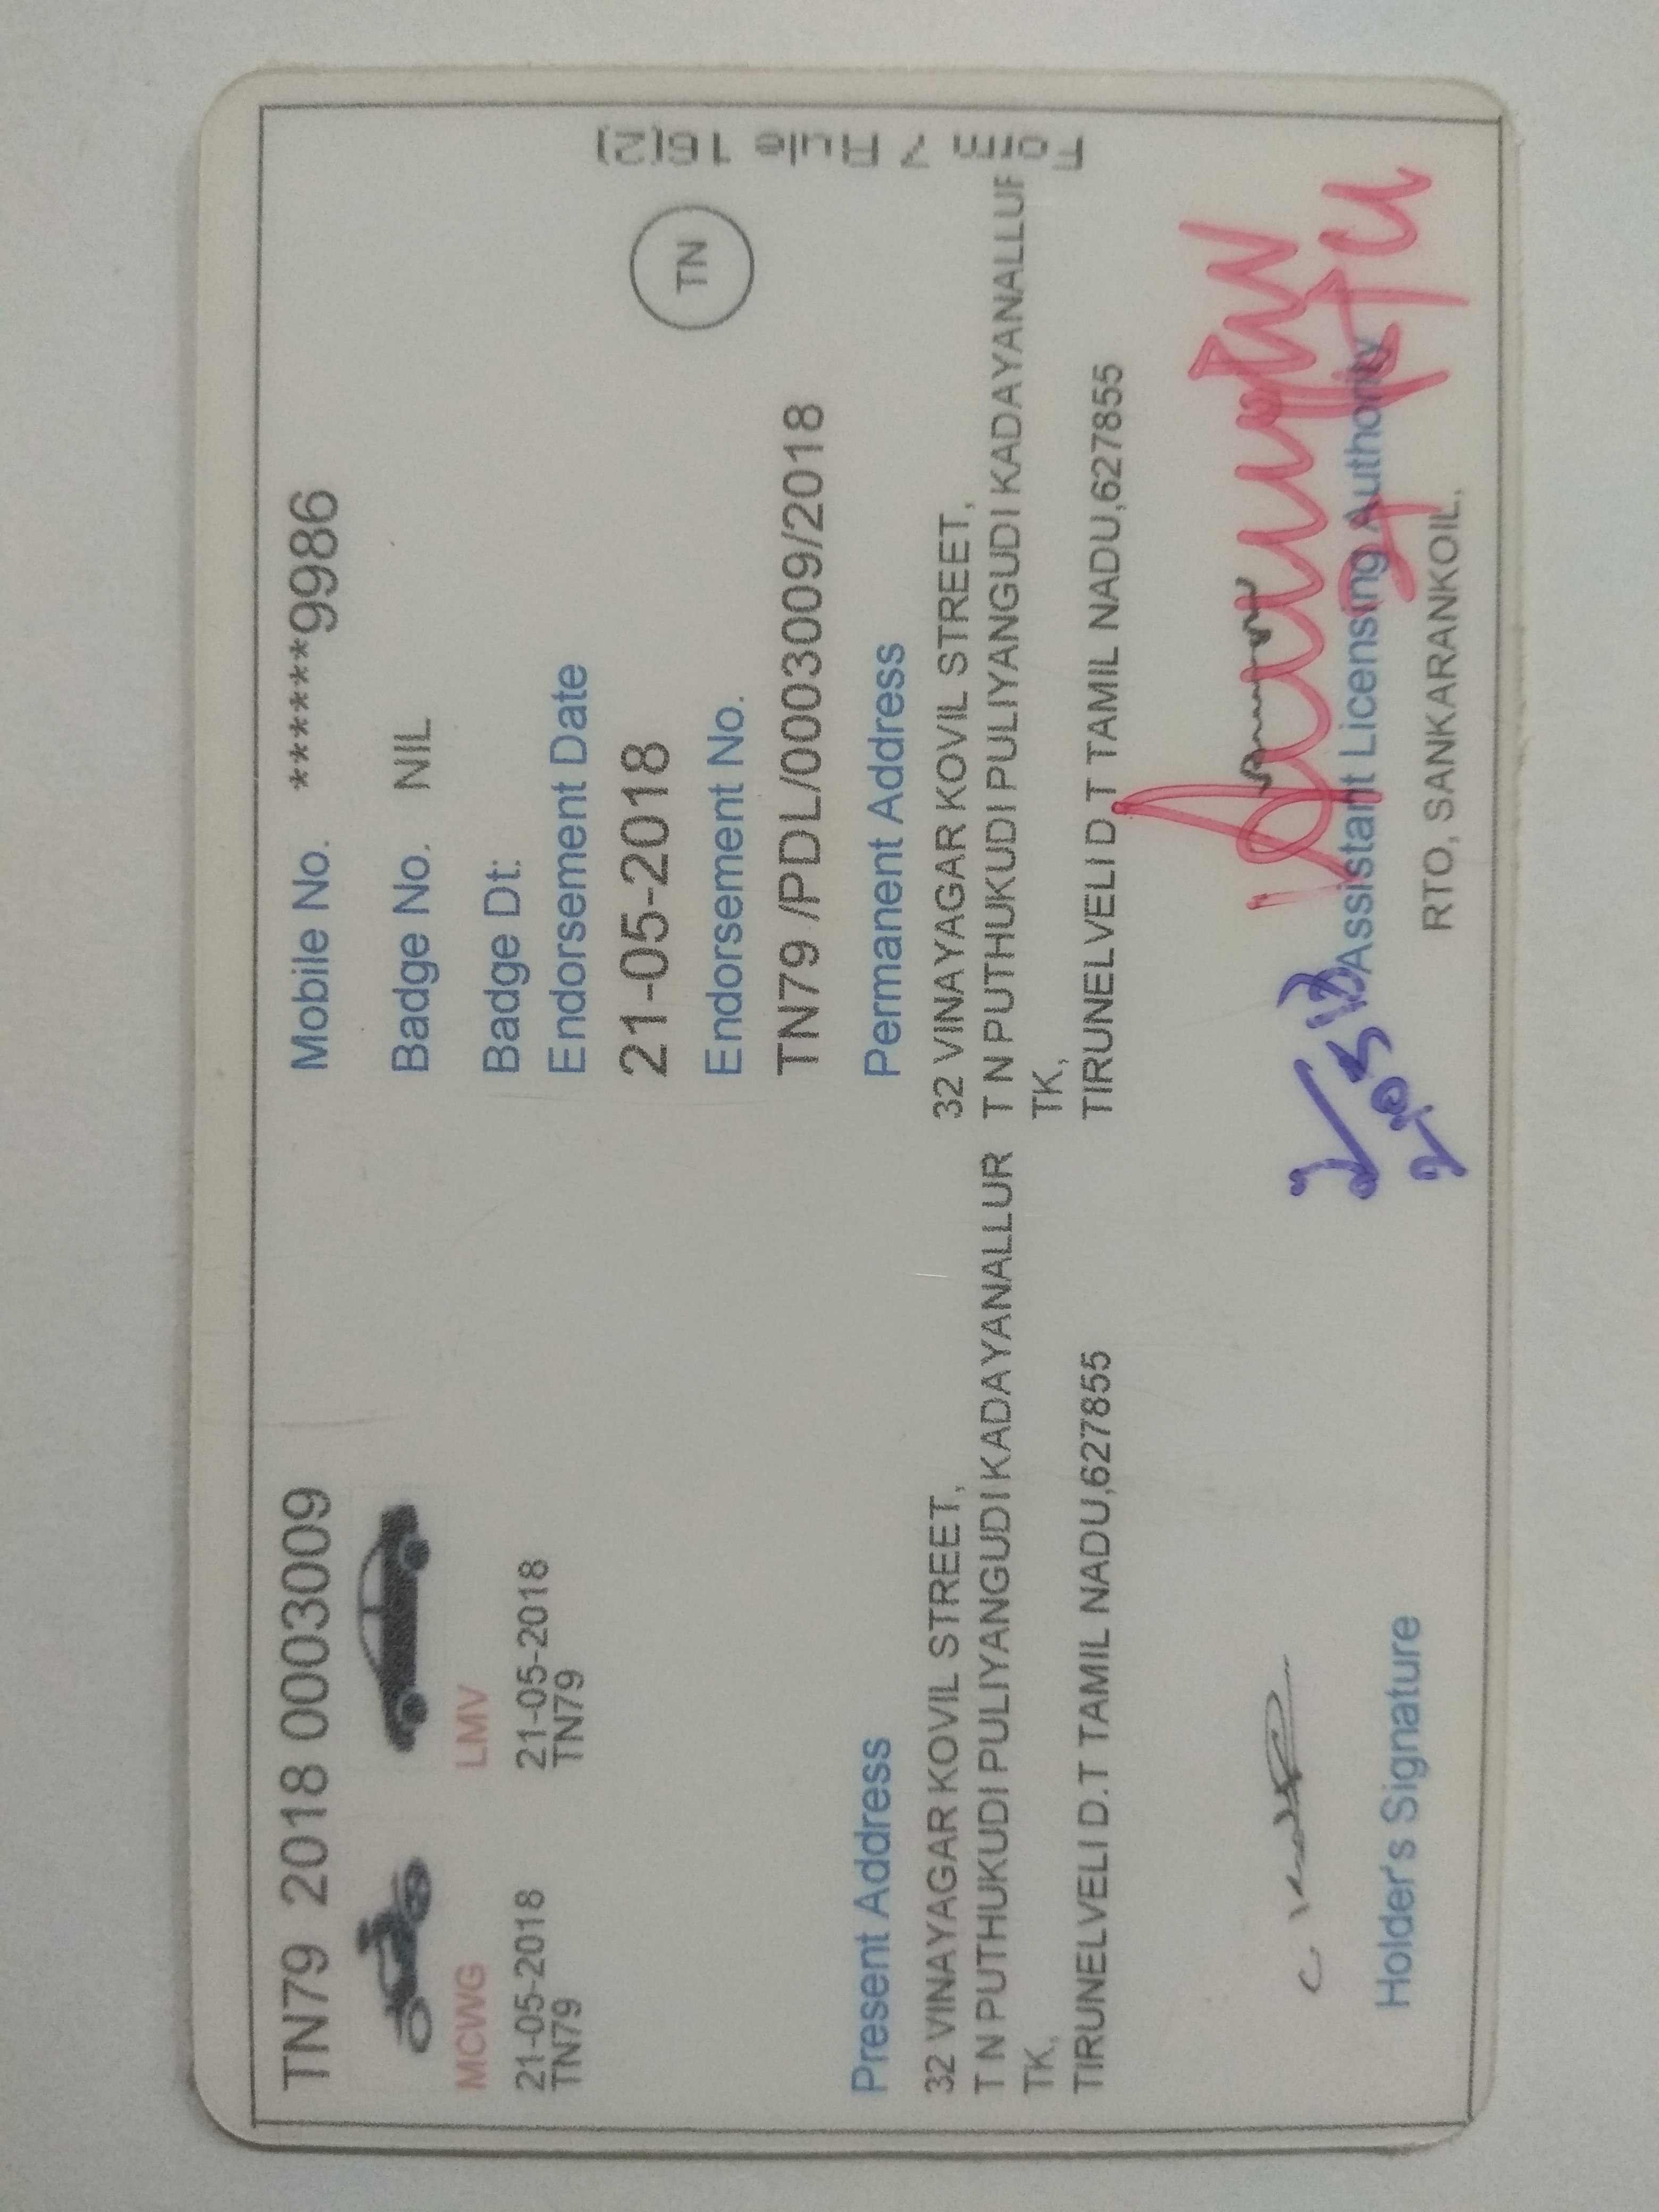 TN79 2018 0003009
MCWG
21-05-2018
TN79
LMV
21-05-2018
TN79
Mobile No. ******9986
Badge No. NIL
Badge Dt:
Endorsement Date
21-05-2018
Endorsement No.
TN79 /PDL/0003009/2018
TN
Form 7 Rule 16(2)
Present Address
32 VINAYAGAR KOVIL STREET,
T N PUTHUKUDI PULIYANGUDI KADAYANALLUR
TK,
TIRUNELVELI D.T TAMIL NADU,627855
Permanent Address
32 VINAYAGAR KOVIL STREET,
T N PUTHUKUDI PULIYANGUDI KADAYANALLUR
TK,
TIRUNELVELI D.T TAMIL NADU,627855
Holder's Signature
Assistant Licensing Authority
RTO, SANKARANKOIL,